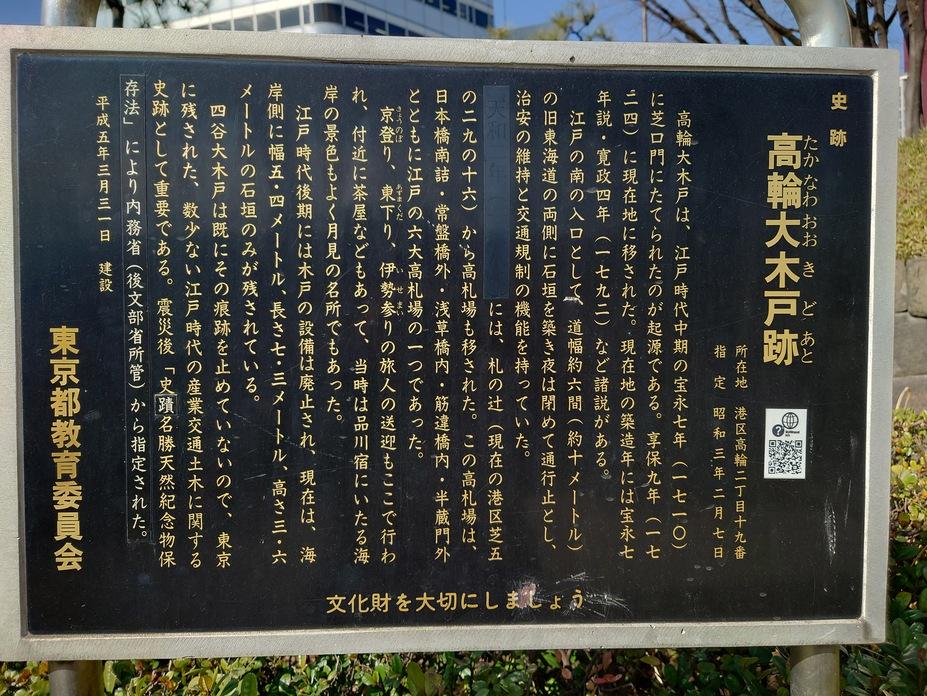 史跡
高輪大木戸跡
たかなわおおきどあと
所在地 港区高輪二丁目十九番
指定 昭和三年二月七日
高輪大木戸は、江戸時代中期の宝永七年（一七一〇）
に芝口門にたてられたのが起源である。享保九年（一七
二四）に現在地に移された。現在地の築造年には宝永七
年説・寛政四年（一七九二）など諸説がある。
江戸の南の入口として、道幅約六間（約十メートル）
の旧東海道の両側に石垣を築き夜は閉めて通行止とし、
治安の維持と交通規制の機能を持っていた。
天和二年 には、札の辻（現在の港区芝五
の二九の十六）から高札場も移された。この高札場は、
日本橋南詰・常盤橋外・浅草橋内・筋違橋内・半蔵門外
とともに江戸の六大高札場の一つであった。
京登り、東下り、伊勢参りの旅人の送迎もここで行わ
きょうのぼ あずまくだ いせまい
れ、付近に茶屋などもあって、当時は品川宿にいたる海
岸の景色もよく月見の名所でもあった。
江戸時代後期には木戸の設備は廃止され、現在は、海
岸側に幅五・四メートル、長さ七・三メートル、高さ三・六
メートルの石垣のみが残されている。
四谷大木戸は既にその痕跡を止めていないので、東京
に残された、数少ない江戸時代の産業交通土木に関する
史跡として重要である。震災後「史蹟名勝天然紀念物保
存法」により内務省（後文部省所管）から指定された。
平成五年三月三一日 建設
東京都教育委員会
文化財を大切にしましょう